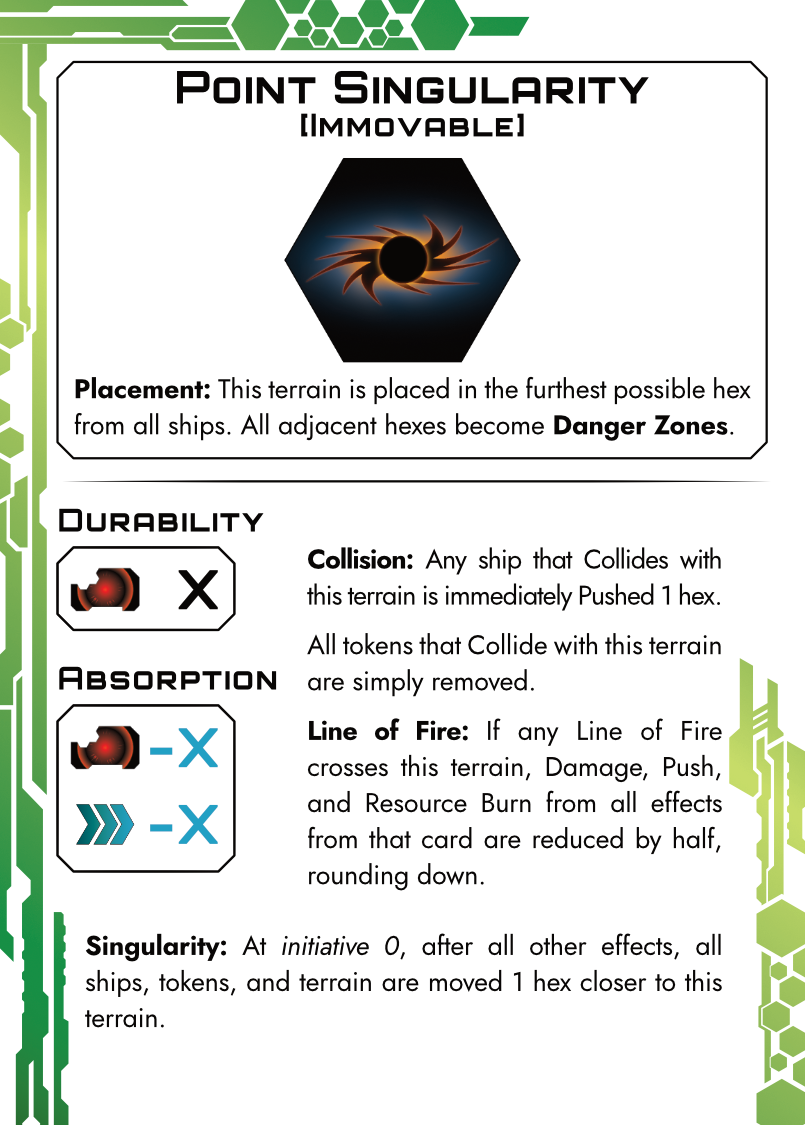 Point Singularity
[Immovable]
Placement: This terrain is placed in the furthest possible hex
from all ships. All adjacent hexes become Danger Zones.
Durability
X
Collision: Any ship that Collides with
this terrain is immediately Pushed 1 hex.
All tokens that Collide with this terrain
are simply removed.
Absorption
-X
-X
Line of Fire: If any Line of Fire
crosses this terrain, Damage, Push,
and Resource Burn from all effects
from that card are reduced by half,
rounding down.
Singularity: At initiative 0, after all other effects, all
ships, tokens, and terrain are moved 1 hex closer to this
terrain.